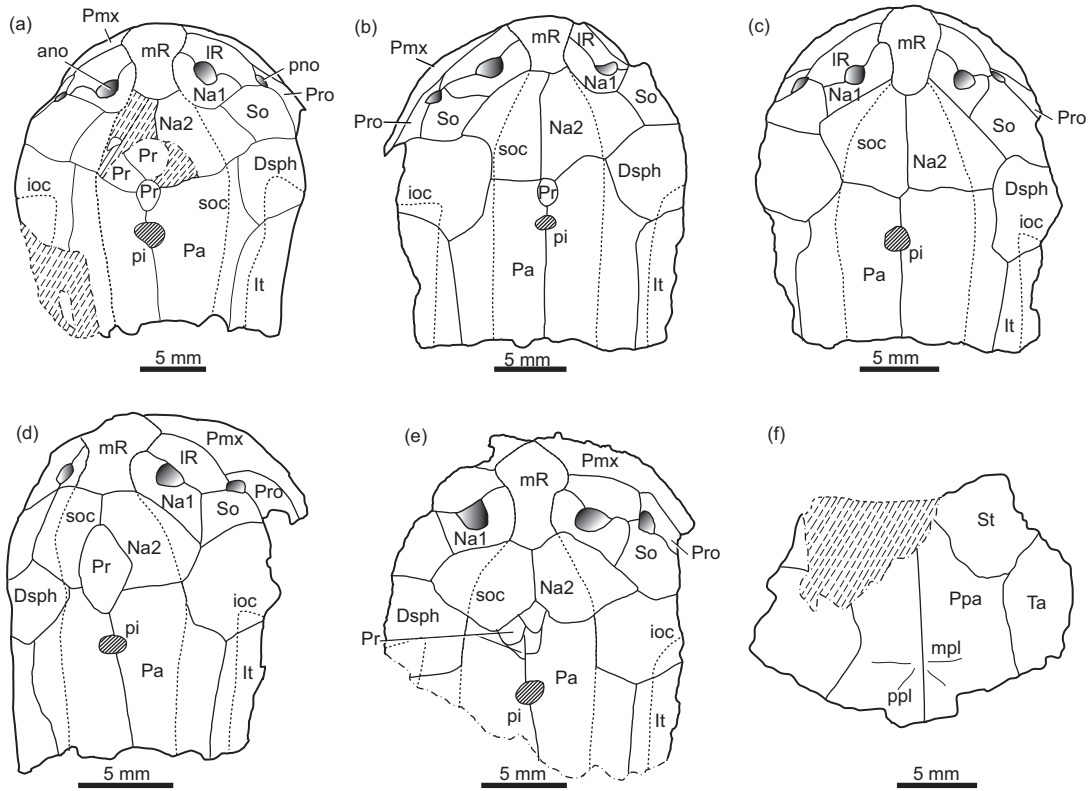 (a)
Pmx
mR
lR
ano
pno
Na1
Pro
So
Na2
Pr
Pr
Dsph
Pr
ioc
soc
pi
Pa
It
5 mm
(b)
Pmx
mR
lR
Na1
So
Pro
So
Na2
soc
Dsph
ioc
Pr
pi
Pa
It
5 mm
(c)
mR
lR
Na1
Pro
So
soc
Na2
Dsph
ioc
pi
Pa
It
5 mm
(d)
Pmx
mR
lR
Pro
Na1
soc
So
Na2
Pr
Dsph
ioc
pi
Pa
It
5 mm
(e)
Pmx
mR
Na1
So
Pro
soc
Na2
Dsph
ioc
Pr
Pa
pi
It
5 mm
(f)
St
Ppa
Ta
mpl
ppl
5 mm